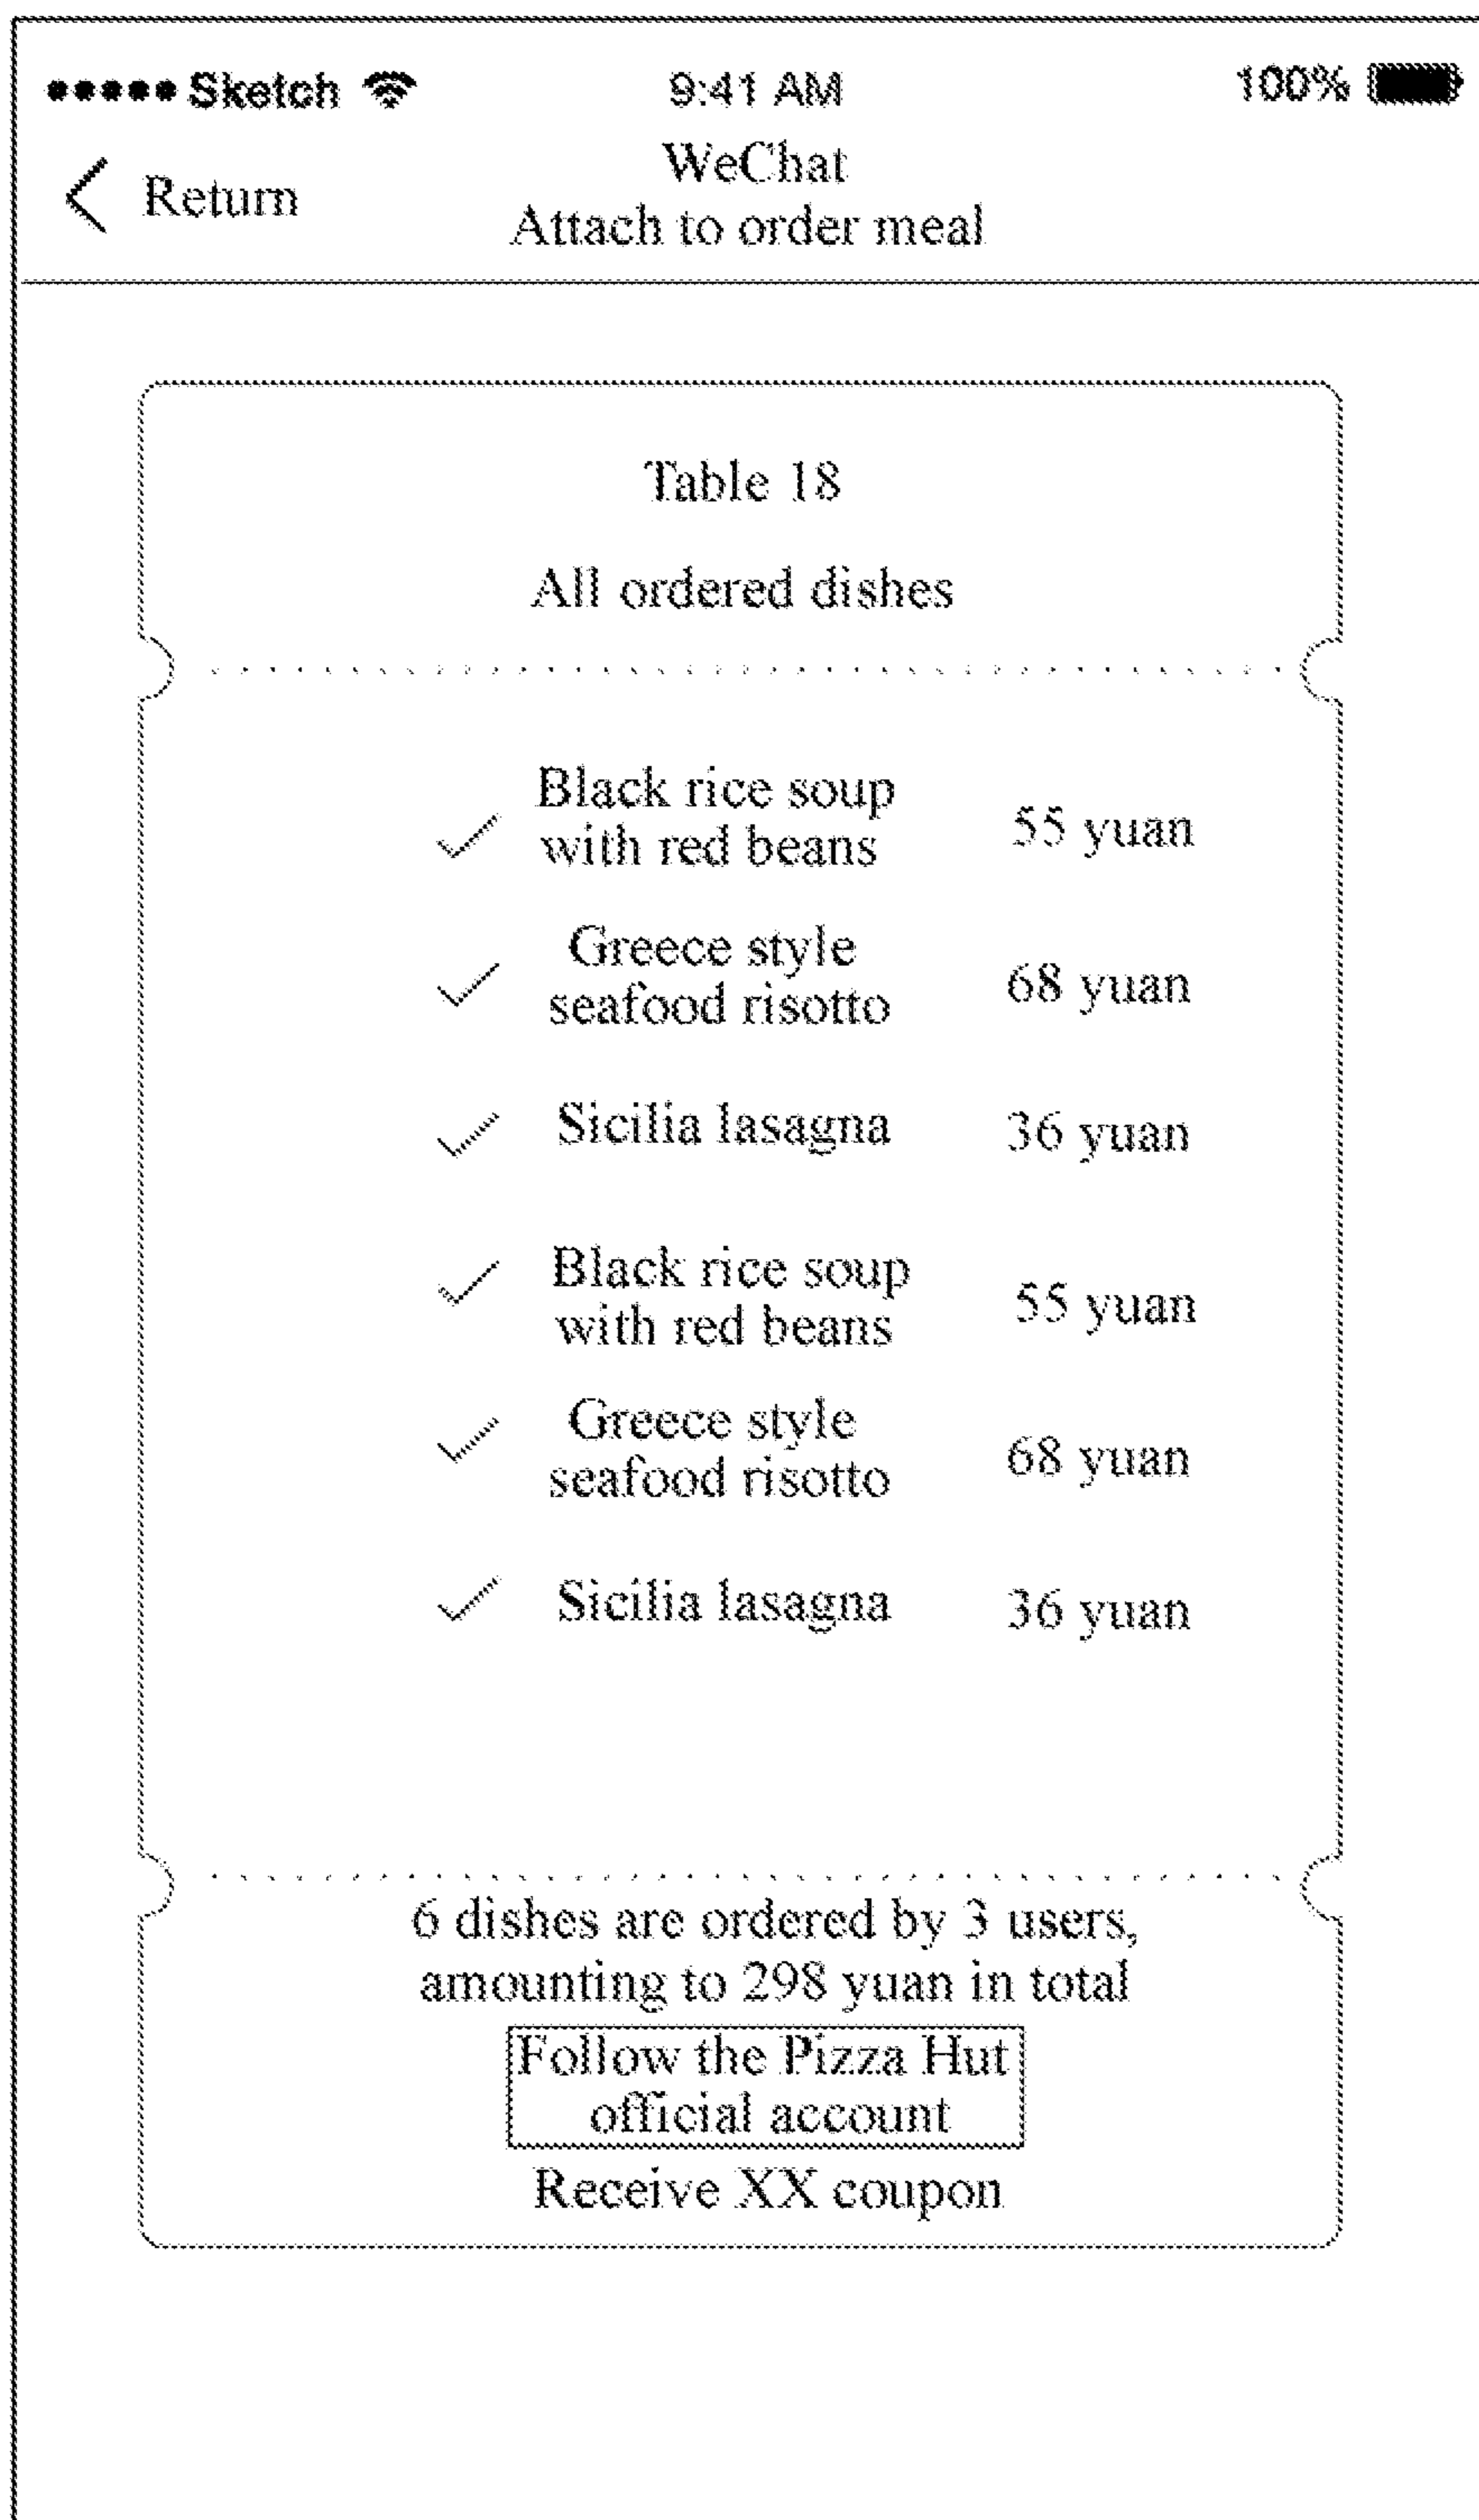 Sketch 9:41 AM 100%
WeChat
Return
Attach to order meal
Table 18
All ordered dishes
Black rice soup
with red beans 55 yuan
Greece style
seafood risotto 68 yuan
Sicilia lasagna 36 yuan
Black rice soup
with red beans 55 yuan
Greece style
seafood risotto 68 yuan
Sicilia lasagna 36 yuan
6 dishes are ordered by 3 users,
amounting to 298 yuan in total
Follow the Pizza Hut
official account
Receive XX coupon